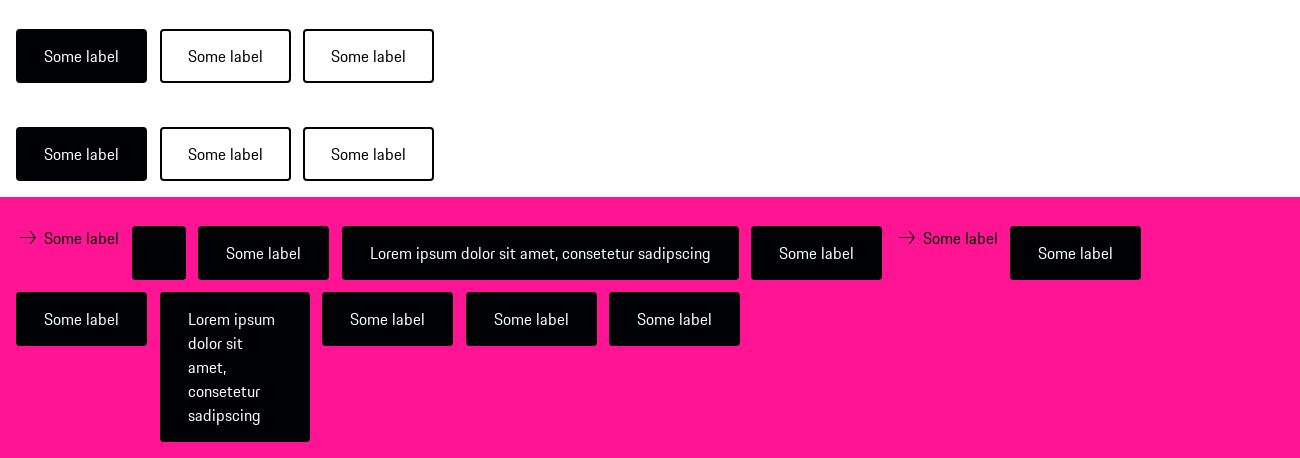 Some label Some label Some label
Some label Some label Some label
→ Some label Some label Lorem ipsum dolor sit amet, consetetur sadipscing Some label → Some label Some label
Some label Lorem ipsum Some label Some label Some label
dolor sit
amet,
consetetur
sadipscing